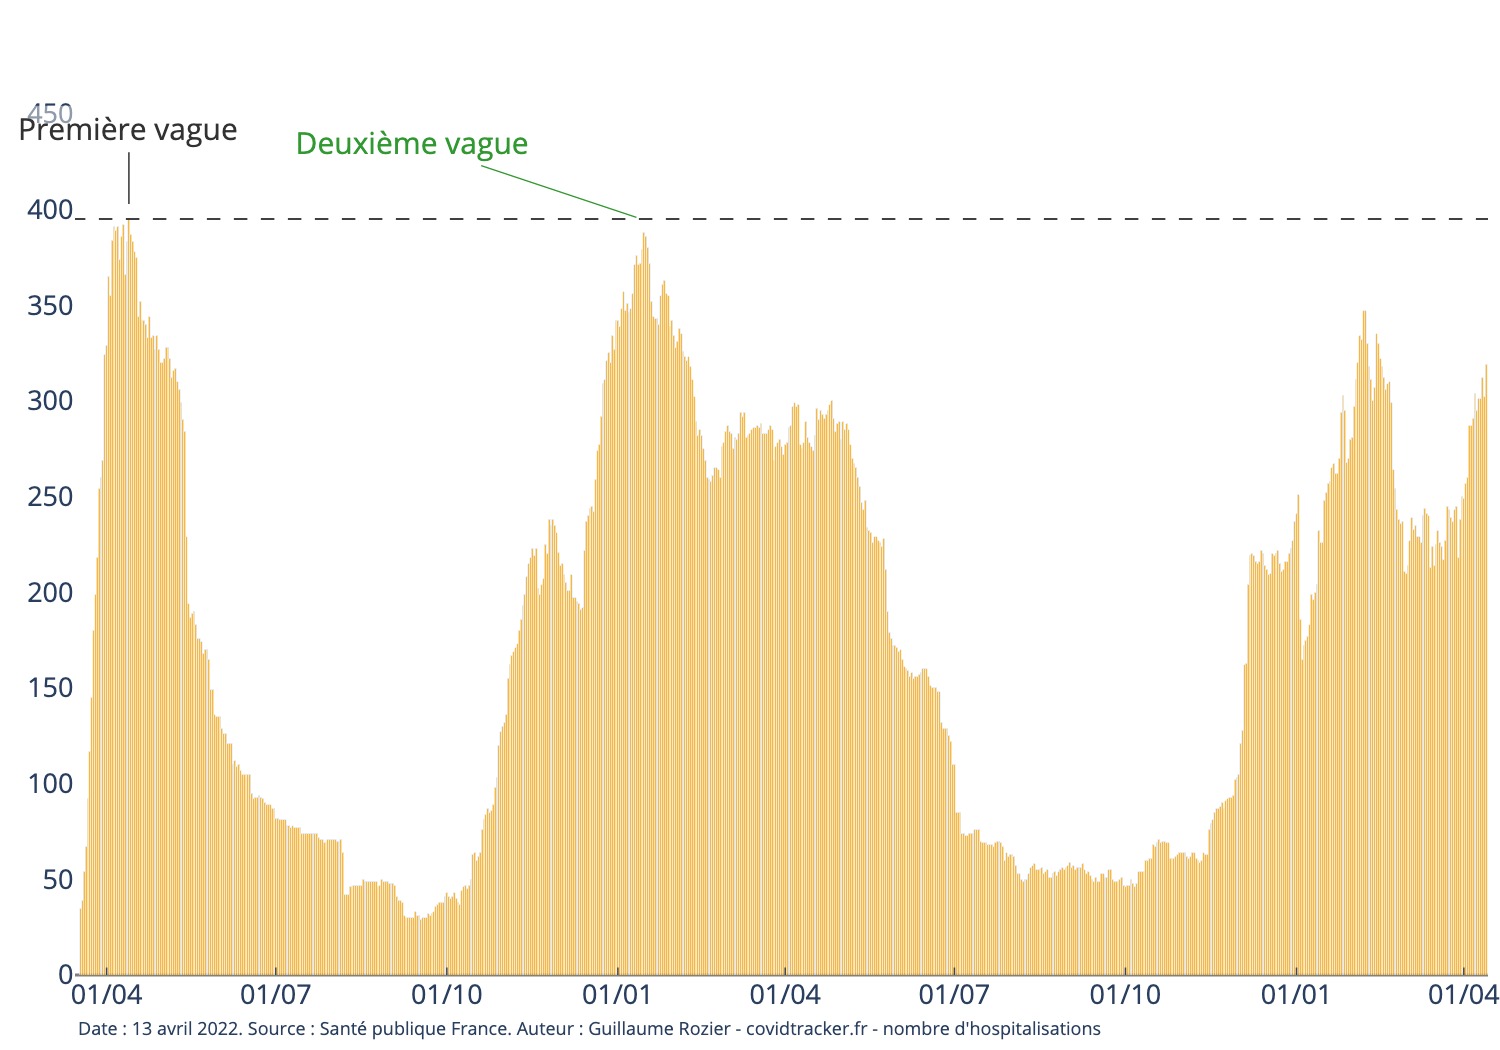 450
Première vague
Deuxième vague
400
350
300
250
200
150
100
50
0
01/04 01/07 01/10 01/01 01/04 01/07 01/10 01/01 01/04
Date : 13 avril 2022. Source : Santé publique France. Auteur : Guillaume Rozier - covidtracker.fr - nombre d'hospitalisations